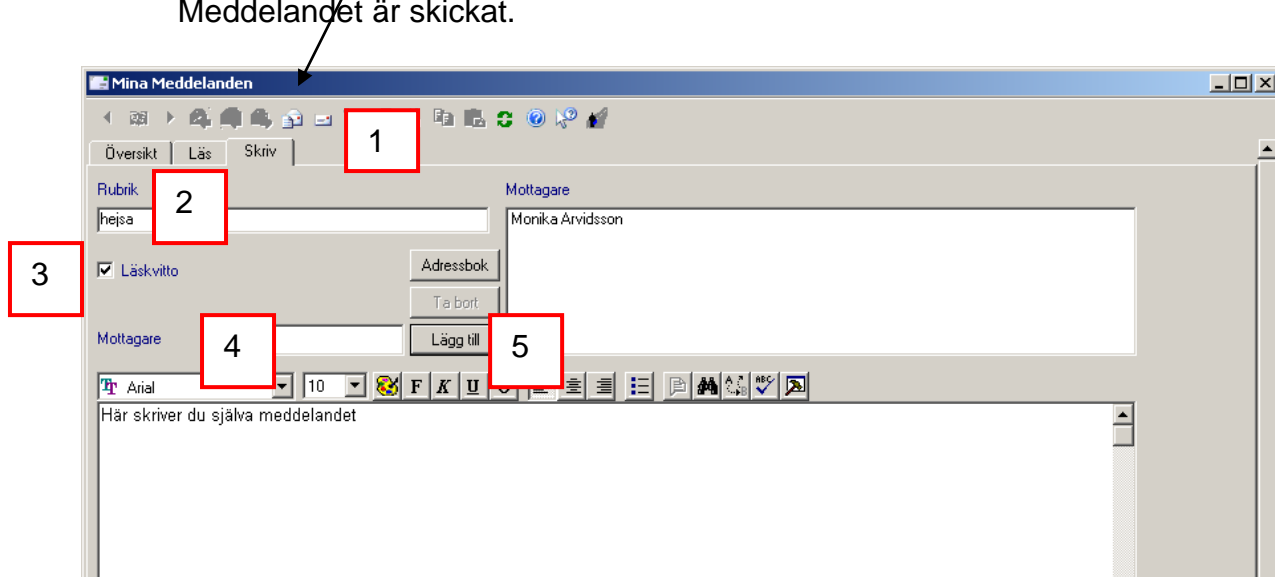 Meddelandet är skickat.
Mina Meddelanden
1
Översikt Läs Skriv
Rubrik Mottagare
2
hejsa Monika Arvidsson
3 Läskvitto Adressbok
Ta bort
Mottagare 4 Lägg till 5
Arial 10 F K U
Här skriver du själva meddelandet